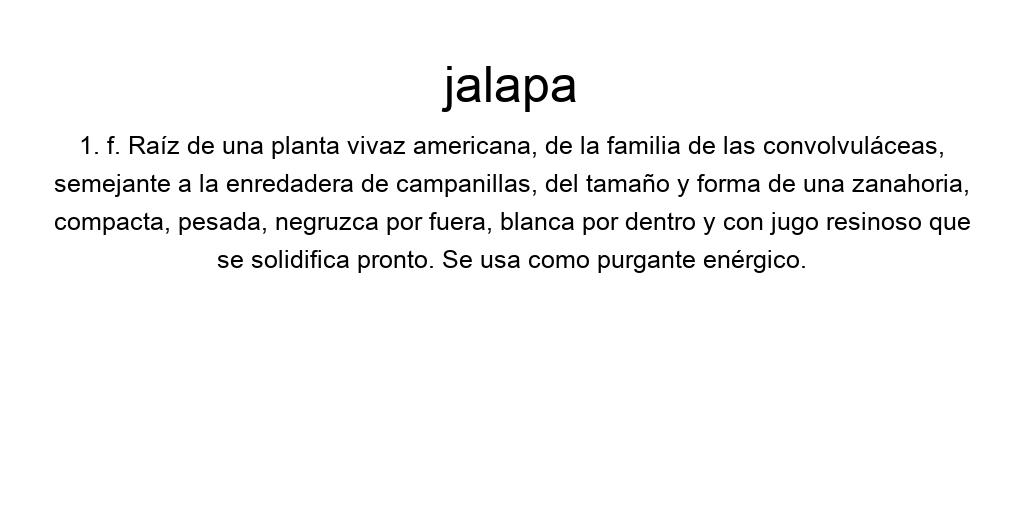 jalapa
1. f. Raíz de una planta vivaz americana, de la familia de las convolvuláceas,
semejante a la enredadera de campanillas, del tamaño y forma de una zanahoria,
compacta, pesada, negruzca por fuera, blanca por dentro y con jugo resinoso que
se solidifica pronto. Se usa como purgante enérgico.